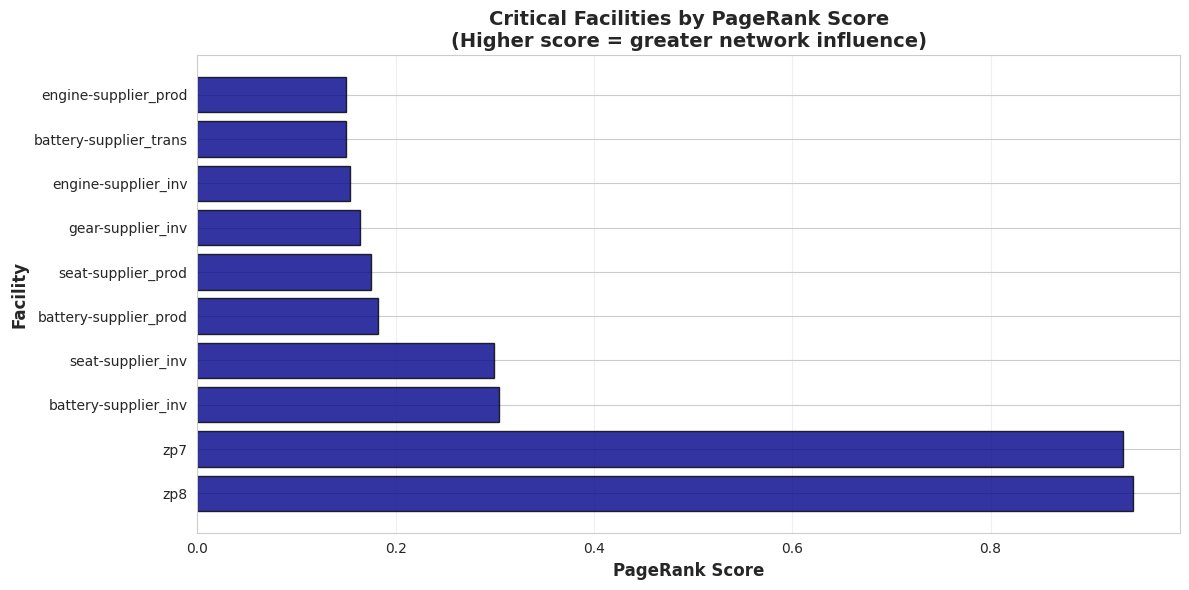 Critical Facilities by PageRank Score
(Higher score = greater network influence)
Facility
engine-supplier_prod
battery-supplier_trans
engine-supplier_inv
gear-supplier_inv
seat-supplier_prod
battery-supplier_prod
seat-supplier_inv
battery-supplier_inv
zp7
zp8
0.0 0.2 0.4 0.6 0.8
PageRank Score